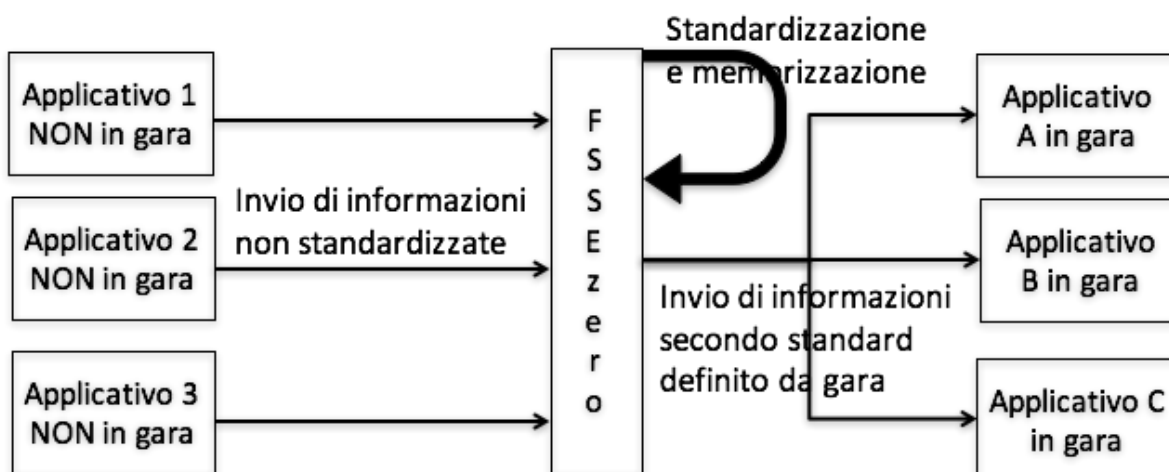 Applicativo 1
NON in gara
Applicativo 2
NON in gara
Applicativo 3
NON in gara
Invio di informazioni
non standardizzate
F
S
S
E
z
e
r
o
Standardizzazione
e memorizzazione
Invio di informazioni
secondo standard
definito da gara
Applicativo
A in gara
Applicativo
B in gara
Applicativo C
in gara